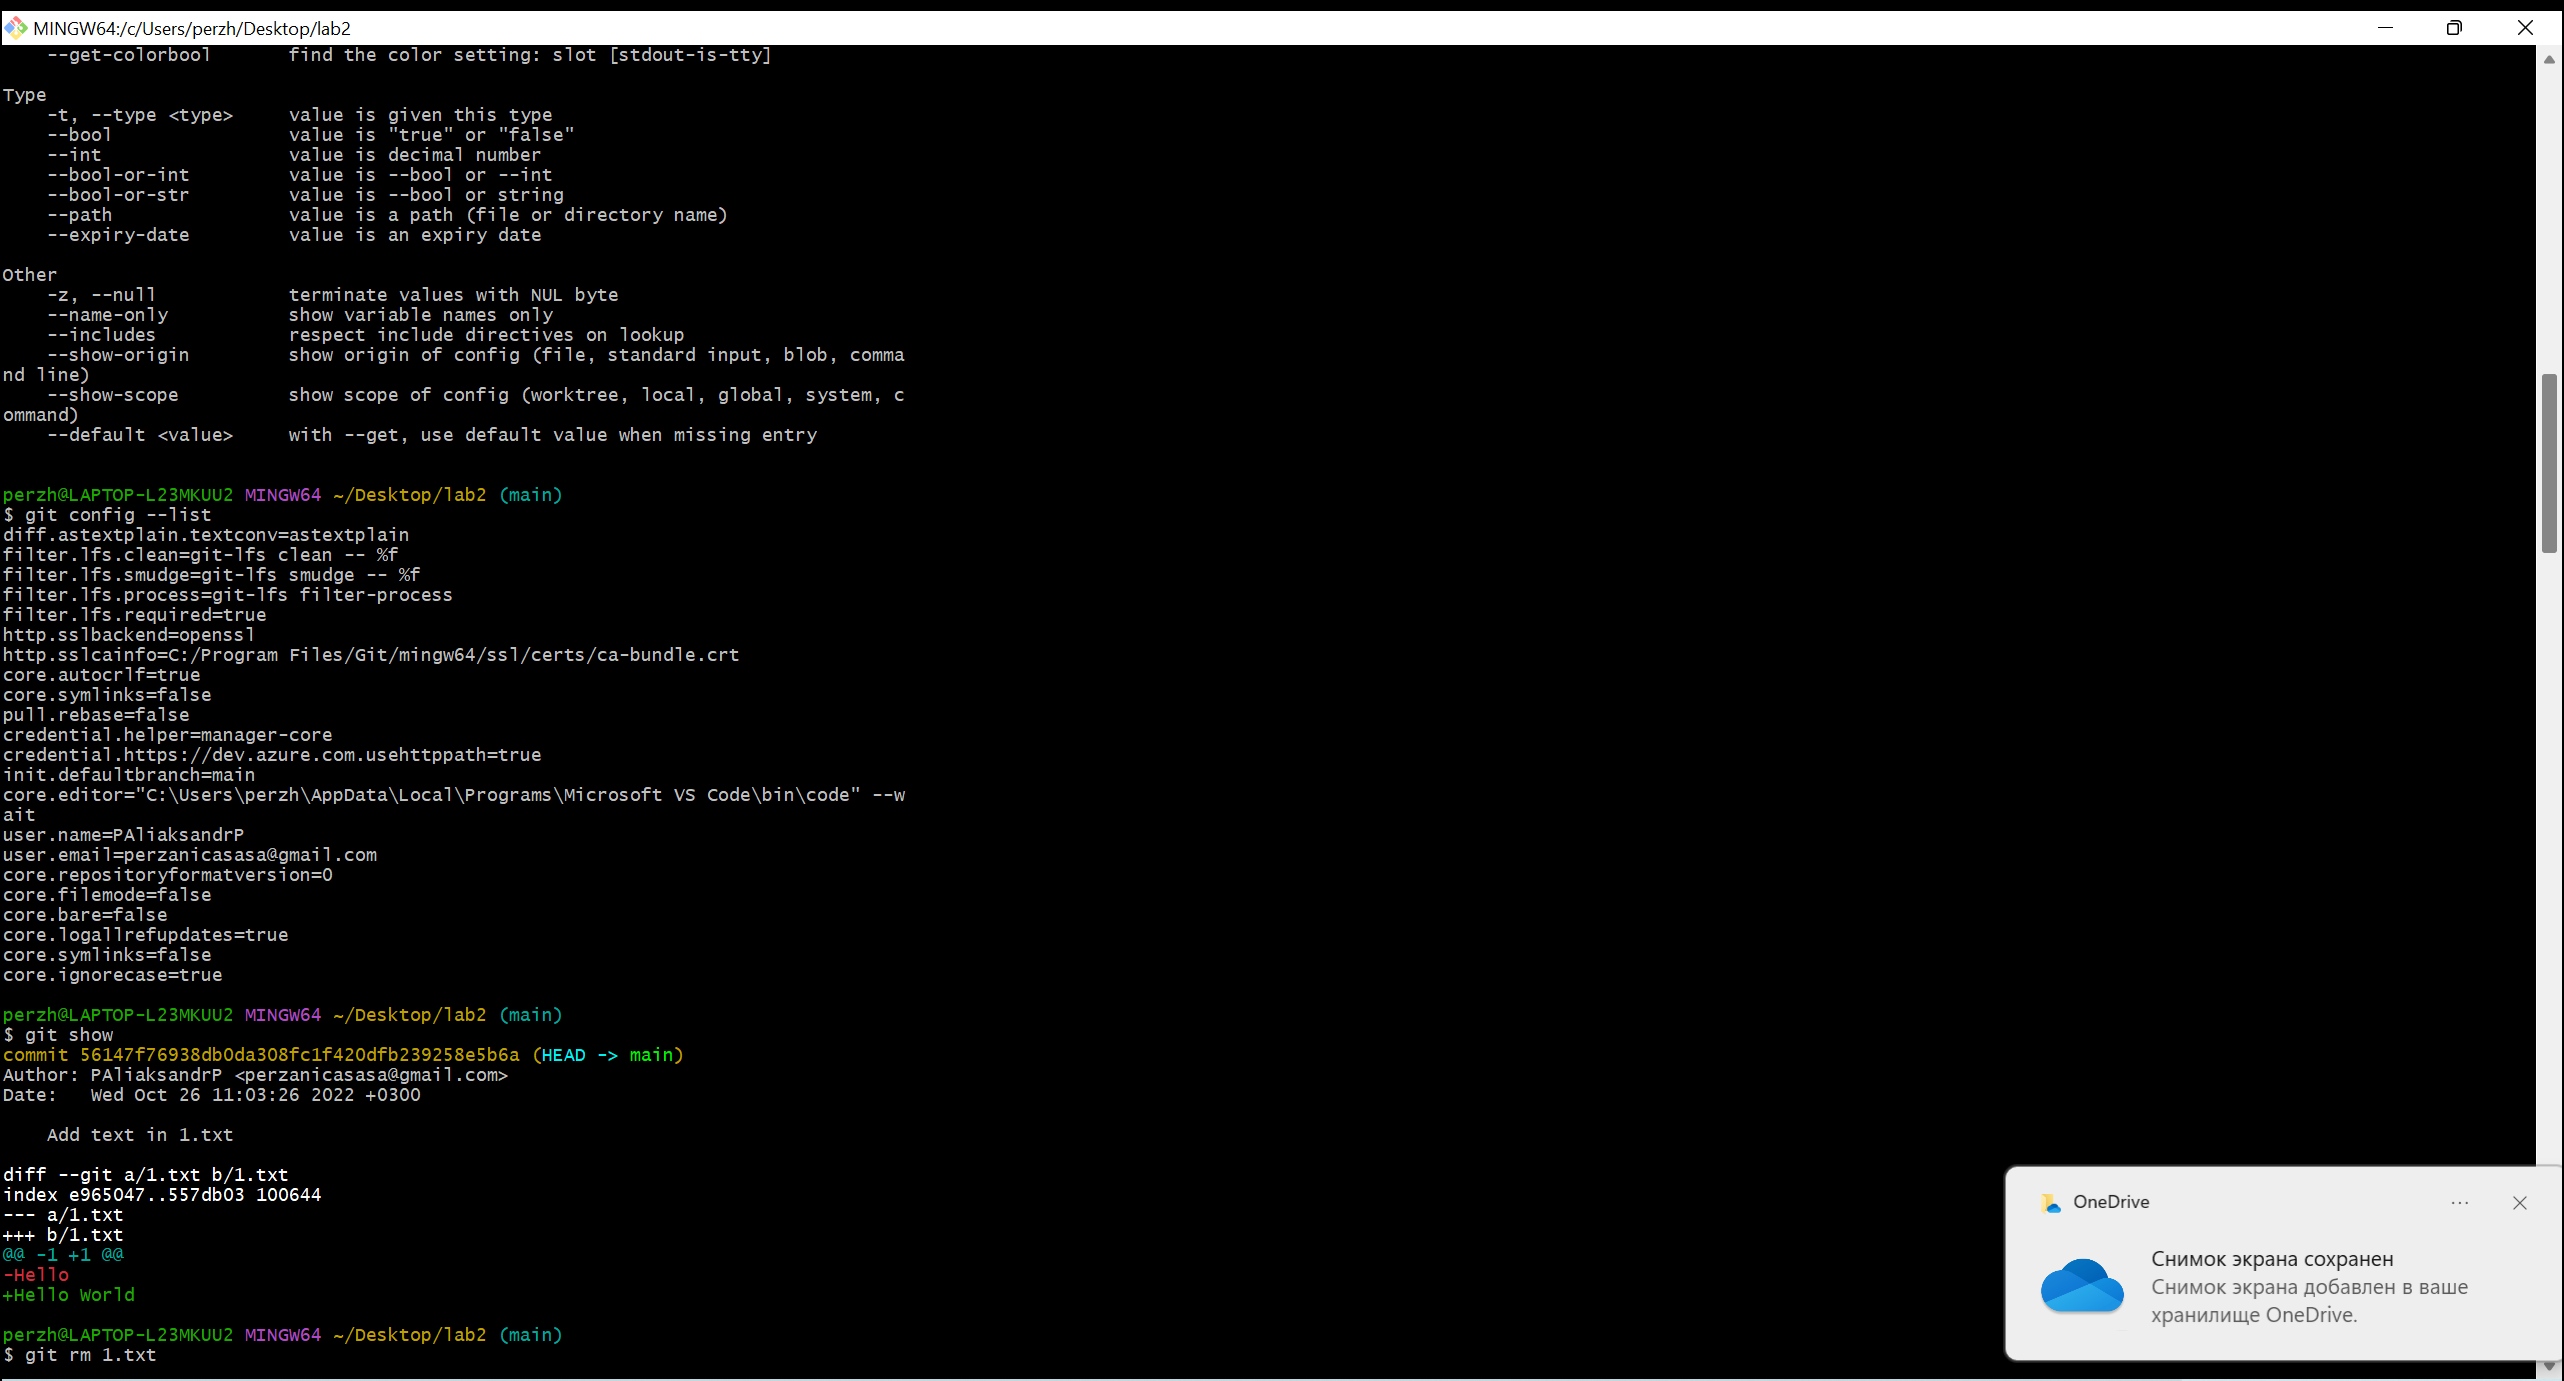 MINGW64:/c/Users/perzh/Desktop/lab2
    --get-colorbool       find the color setting: slot [stdout-is-tty]
Type
    -t, --type <type>     value is given this type
    --bool                value is "true" or "false"
    --int                 value is decimal number
    --bool-or-int         value is --bool or --int
    --bool-or-str         value is --bool or string
    --path                value is a path (file or directory name)
    --expiry-date         value is an expiry date
Other
    -z, --null            terminate values with NUL byte
    --name-only           show variable names only
    --includes            respect include directives on lookup
    --show-origin         show origin of config (file, standard input, blob, comma
nd line)
    --show-scope          show scope of config (worktree, local, global, system, c
ommand)
    --default <value>     with --get, use default value when missing entry
perzh@LAPTOP-L23MKUU2 MINGW64 ~/Desktop/lab2 (main)
$ git config --list
diff.astextplain.textconv=astextplain
filter.lfs.clean=git-lfs clean -- %f
filter.lfs.smudge=git-lfs smudge -- %f
filter.lfs.process=git-lfs filter-process
filter.lfs.required=true
http.sslbackend=openssl
http.sslcainfo=C:/Program Files/Git/mingw64/ssl/certs/ca-bundle.crt
core.autocrlf=true
core.symlinks=false
pull.rebase=false
credential.helper=manager-core
credential.https://dev.azure.com.usehttppath=true
init.defaultbranch=main
core.editor="C:\Users\perzh\AppData\Local\Programs\Microsoft VS Code\bin\code" --w
ait
user.name=PAliaksandrP
user.email=perzanicasasa@gmail.com
core.repositoryformatversion=0
core.filemode=false
core.bare=false
core.logallrefupdates=true
core.symlinks=false
core.ignorecase=true
perzh@LAPTOP-L23MKUU2 MINGW64 ~/Desktop/lab2 (main)
$ git show
commit 56147f76938db0da308fc1f420dfb239258e5b6a (HEAD -> main)
Author: PAliaksandrP <perzanicasasa@gmail.com>
Date:   Wed Oct 26 11:03:26 2022 +0300
    Add text in 1.txt
diff --git a/1.txt b/1.txt
index e965047..557db03 100644
--- a/1.txt
+++ b/1.txt
@@ -1 +1 @@
-Hello
+Hello World
perzh@LAPTOP-L23MKUU2 MINGW64 ~/Desktop/lab2 (main)
$ git rm 1.txt
OneDrive
Снимок экрана сохранен
Снимок экрана добавлен в ваше
хранилище OneDrive.